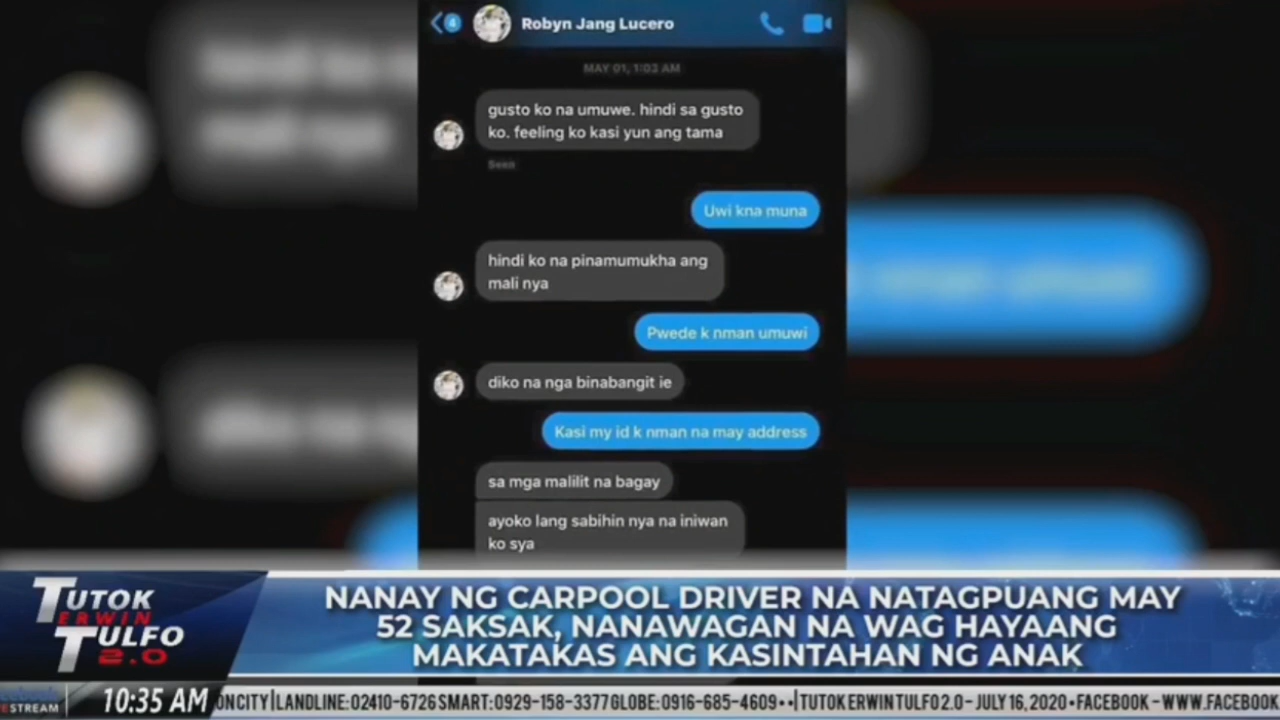 4
Robyn Jang Lucero
MAY 01, 1:02 AM
gusto ko na umuwe. hindi sa gusto
ko. feeling ko kasi yun ang tama
Seen
Uwi kna muna
hindi ko na pinamumukha ang
mali nya
Pwede k nman umuwi
diko na nga binabangit ie
Kasi my id k nman na may address
sa mga malilit na bagay
ayoko lang sabihin nya na iniwan
ko sya
TUTOK
ERWIN
TULFO
2.0
NANAY NG CARPOOL DRIVER NA NATAGPUANG MAY
52 SAKSAK, NANAWAGAN NA WAG HAYAANG
MAKATAKAS ANG KASINTAHAN NG ANAK
10:35 AM
ON CITY|LANDLINE:02410-6726 SMART:0929-158-3377 GLOBE:0916-685-4609••|TUTOK ERWIN TULFO 2.0 - JULY 16, 2020•FACEBOOK - WWW.FACEBOOK